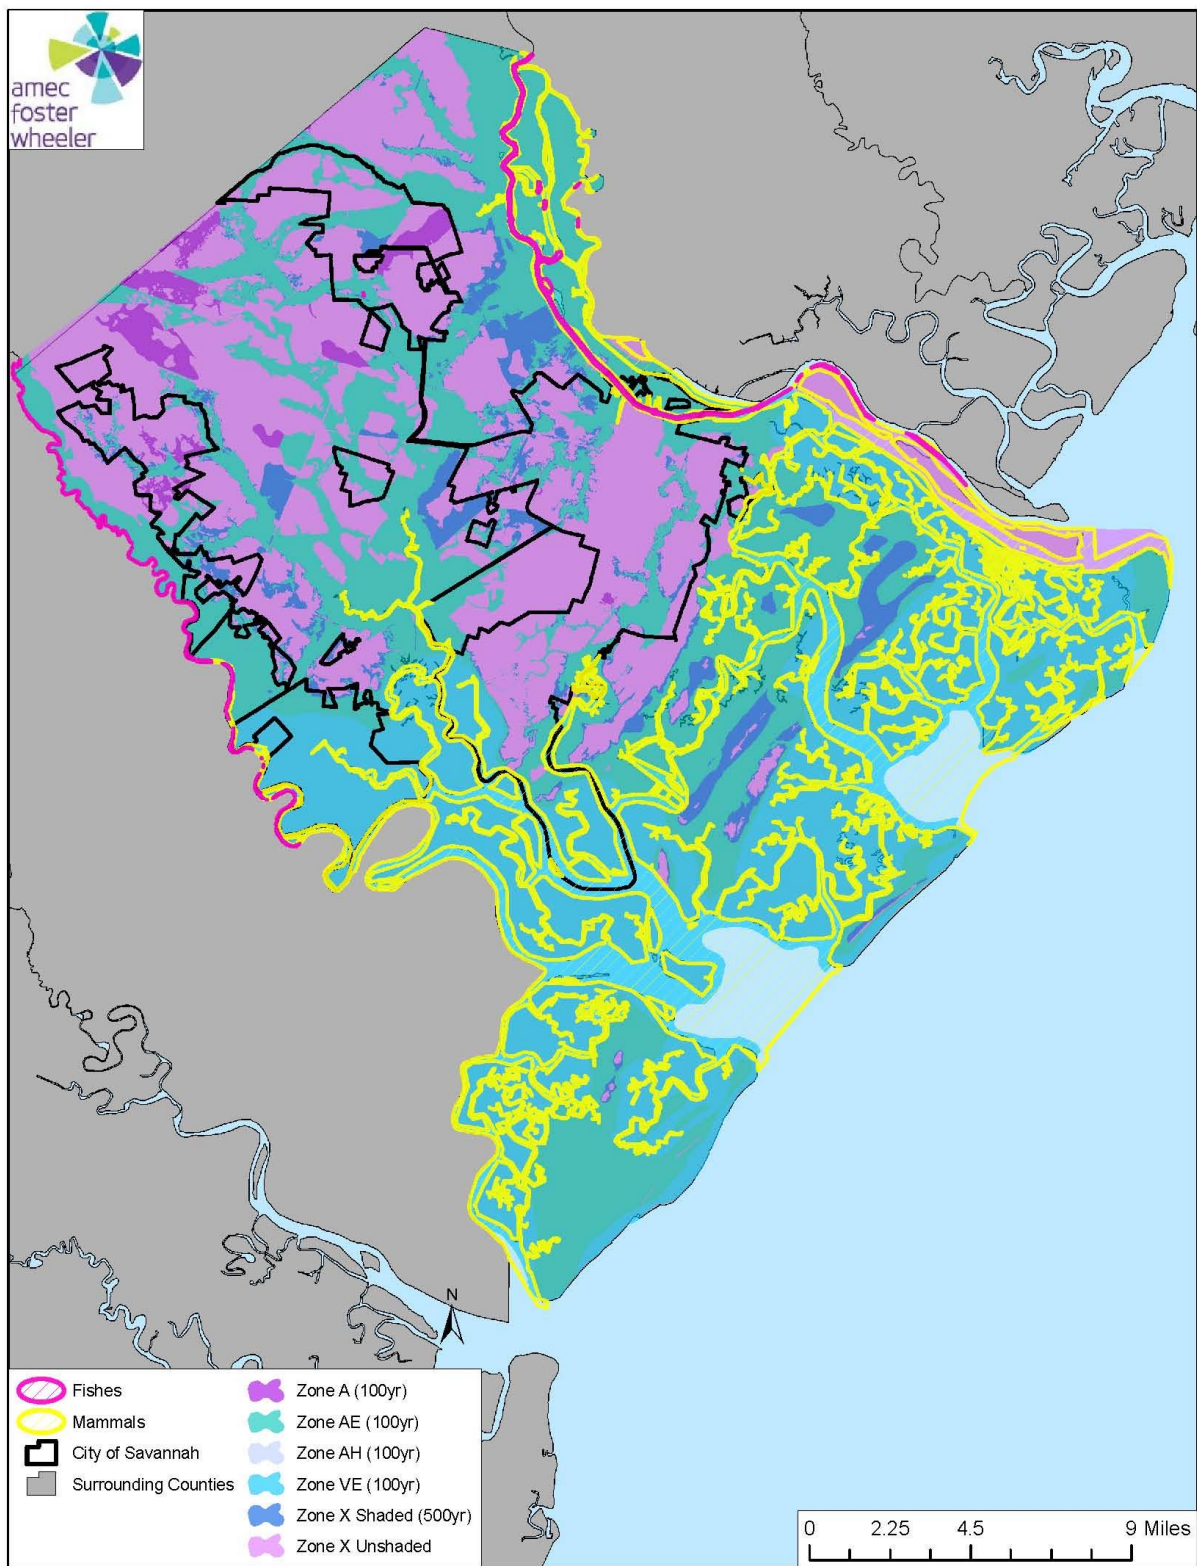 amec
foster
wheeler
N
Fishes
Mammals
City of Savannah
Surrounding Counties
Zone A (100yr)
Zone AE (100yr)
Zone AH (100yr)
Zone VE (100yr)
Zone X Shaded (500yr)
Zone X Unshaded
0 2.25 4.5 9 Miles